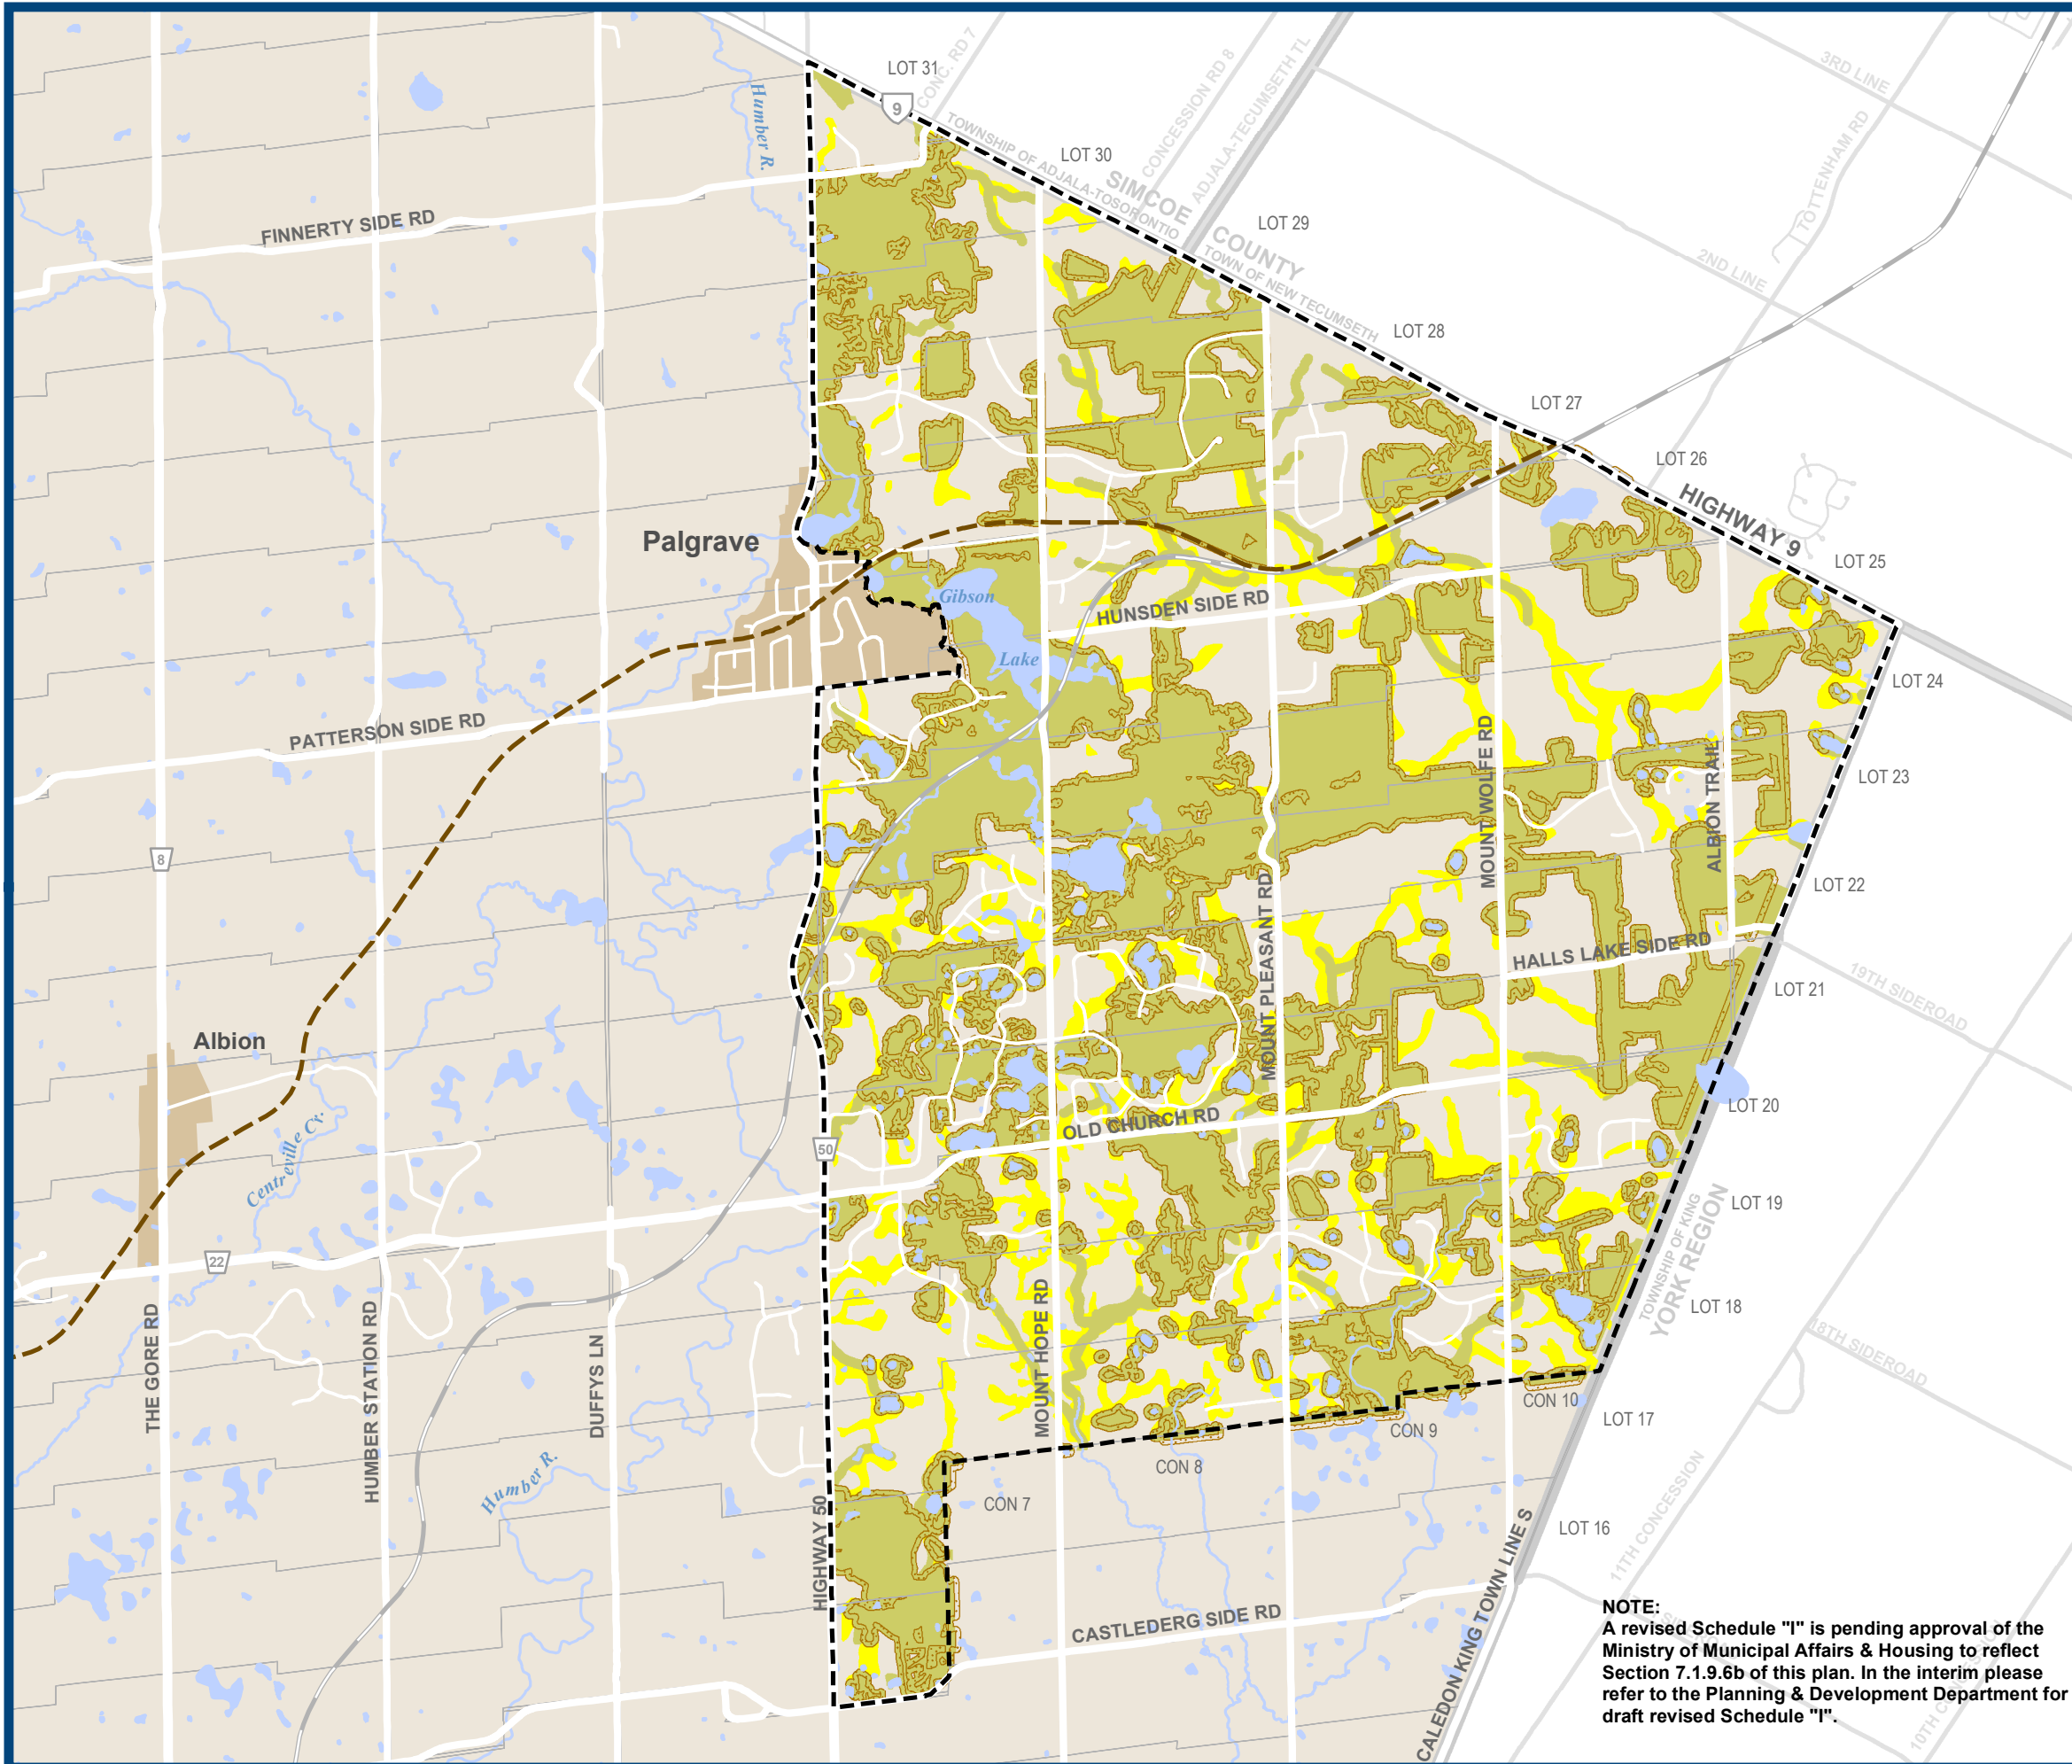 LOT 31
CONC. RD 7
9
TOWNSHIP OF ADJALA-TOSORONTIO
LOT 30
SIMCOE
COUNTY
CONCESSION RD 8
ADJALA-TECUMSETH TL
LOT 29
TOWN OF NEW TECUMSETH
3RD LINE
TOTTENHAM RD
2ND LINE
Humber R.
FINNERTY SIDE RD
LOT 28
LOT 27
LOT 26
HIGHWAY 9
LOT 25
Palgrave
Gibson
Lake
HUNSDEN SIDE RD
LOT 24
PATTERSON SIDE RD
MOUNT WOLFE RD
ALBION TRAIL
LOT 23
8
LOT 22
MOUNT PLEASANT RD
HALLS LAKE SIDE RD
19TH SIDEROAD
LOT 21
Albion
LOT 20
OLD CHURCH RD
50
Centreville Cr.
LOT 19
TOWNSHIP OF KING
YORK REGION
22
LOT 18
18TH SIDEROAD
THE GORE RD
HUMBER STATION RD
DUFFYS LN
MOUNT HOPE RD
CON 10
LOT 17
CON 9
CON 8
Humber R.
CON 7
HIGHWAY 50
LOT 16
11TH CONCESSION
CASTLEDERG SIDE RD
CALEDON KING TOWN LINE S
10TH CONCESSION
NOTE:
A revised Schedule "I" is pending approval of the
Ministry of Municipal Affairs & Housing to reflect
Section 7.1.9.6b of this plan. In the interim please
refer to the Planning & Development Department for
draft revised Schedule "I".